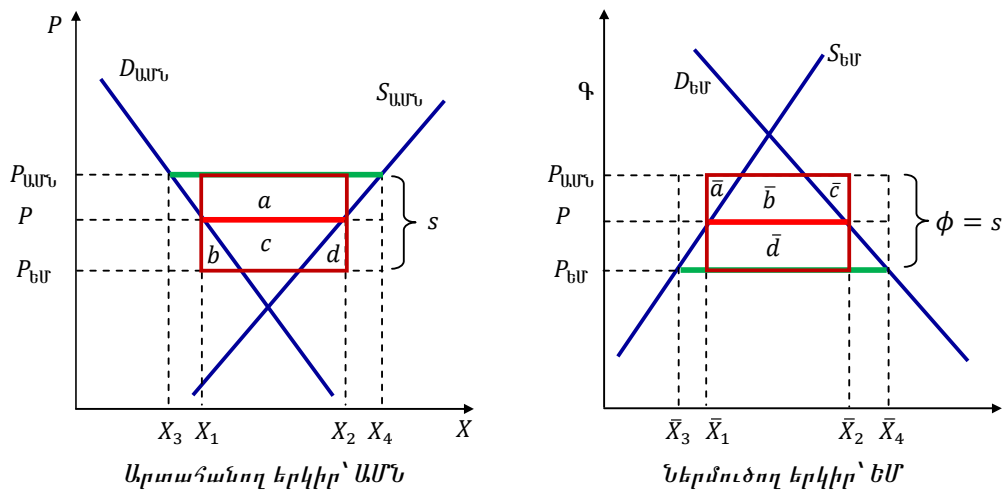 P
D_ԱՄՆ
S_ԱՄՆ
P_ԱՄՆ
a
P
s
b
c
d
P_ԵՄ
X_3
X_1
X_2
X_4
X
Արտահանող երկիր՝ ԱՄՆ
Գ
S_ԵՄ
D_ԵՄ
P_ԱՄՆ
a̅
b̅
c̅
P
ϕ = s
d̅
P_ԵՄ
X̅_3
X̅_1
X̅_2
X̅_4
x
Ներմուծող երկիր՝ ԵՄ